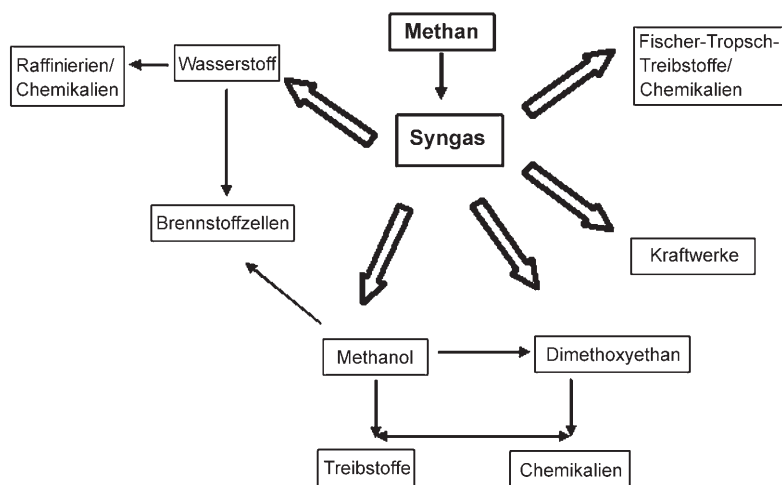 Methan
Fischer-Tropsch-
Treibstoffe/
Chemikalien
Raffinierien/
Chemikalien
Wasserstoff
Syngas
Brennstoffzellen
Kraftwerke
Methanol
Dimethoxyethan
Treibstoffe
Chemikalien